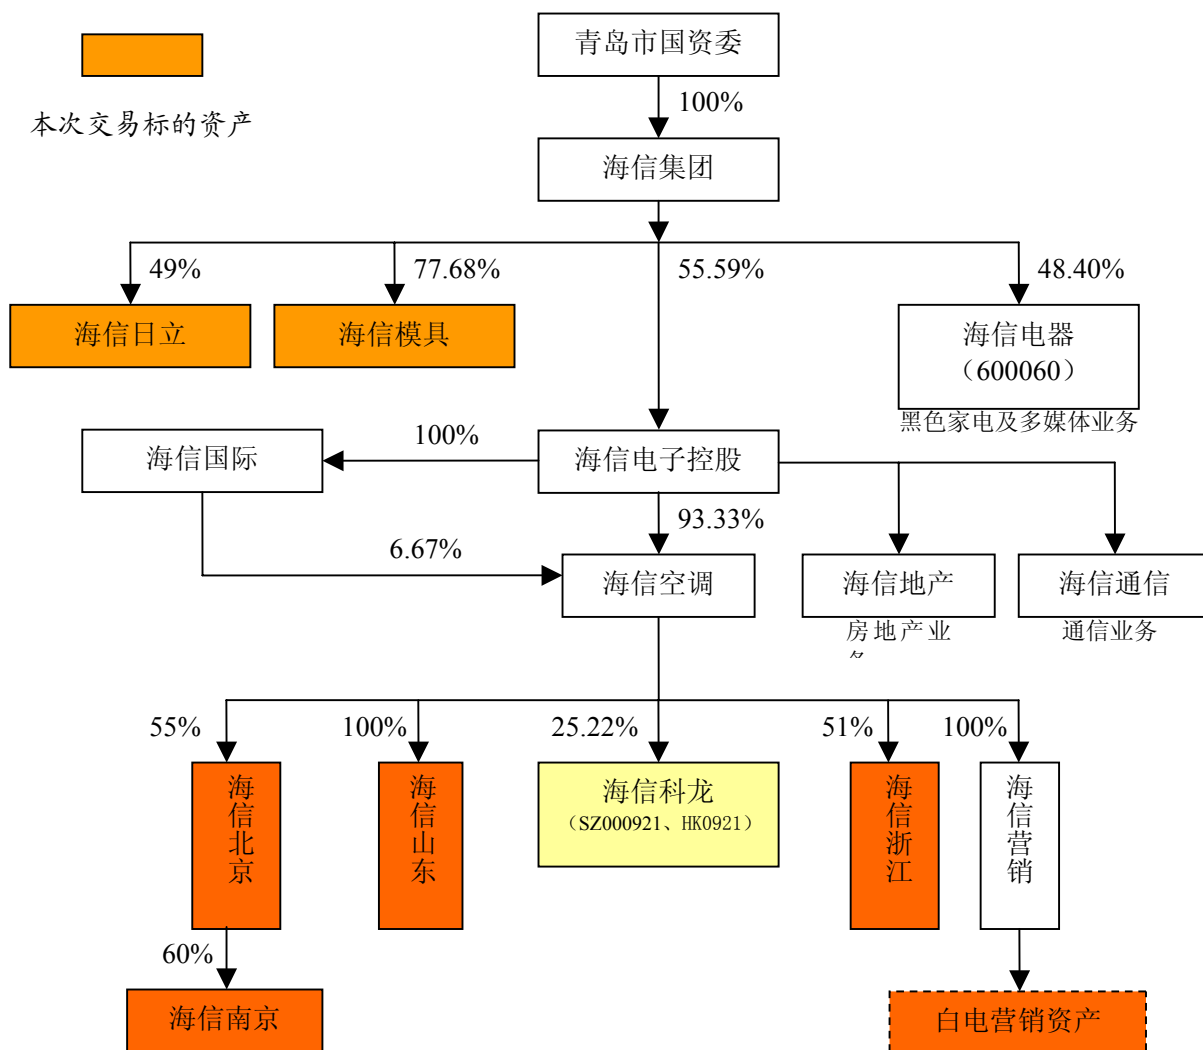 青岛市国资委
本次交易标的资产
100%
海信集团
49%
77.68%
55.59%
48.40%
海信日立
海信模具
海信电器
（600060）
黑色家电及多媒体业务
海信国际
100%
海信电子控股
93.33%
6.67%
海信空调
海信地产
海信通信
房地产业
通信业务
55%
100%
25.22%
51%
100%
海信北京
海信山东
海信科龙
（SZ000921、HK0921）
海信浙江
海信营销
60%
海信南京
白电营销资产